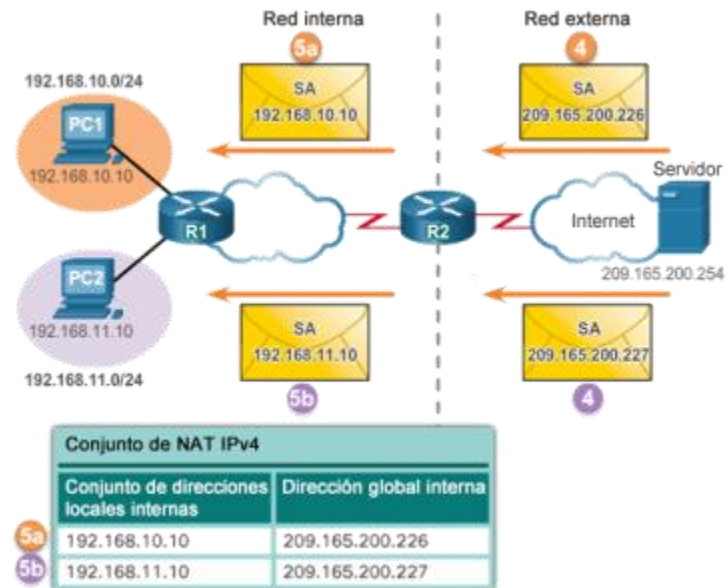 Red interna
Red externa
5a
4
192.168.10.0/24
SA
192.168.10.10
SA
209.165.200.226
PC1
192.168.10.10
Servidor
R1
R2
Internet
PC2
192.168.11.10
209.165.200.254
SA
192.168.11.10
SA
209.165.200.227
192.168.11.0/24
5b
4
Conjunto de NAT IPv4
Conjunto de direcciones locales internas
Dirección global interna
5a
192.168.10.10
209.165.200.226
5b
192.168.11.10
209.165.200.227